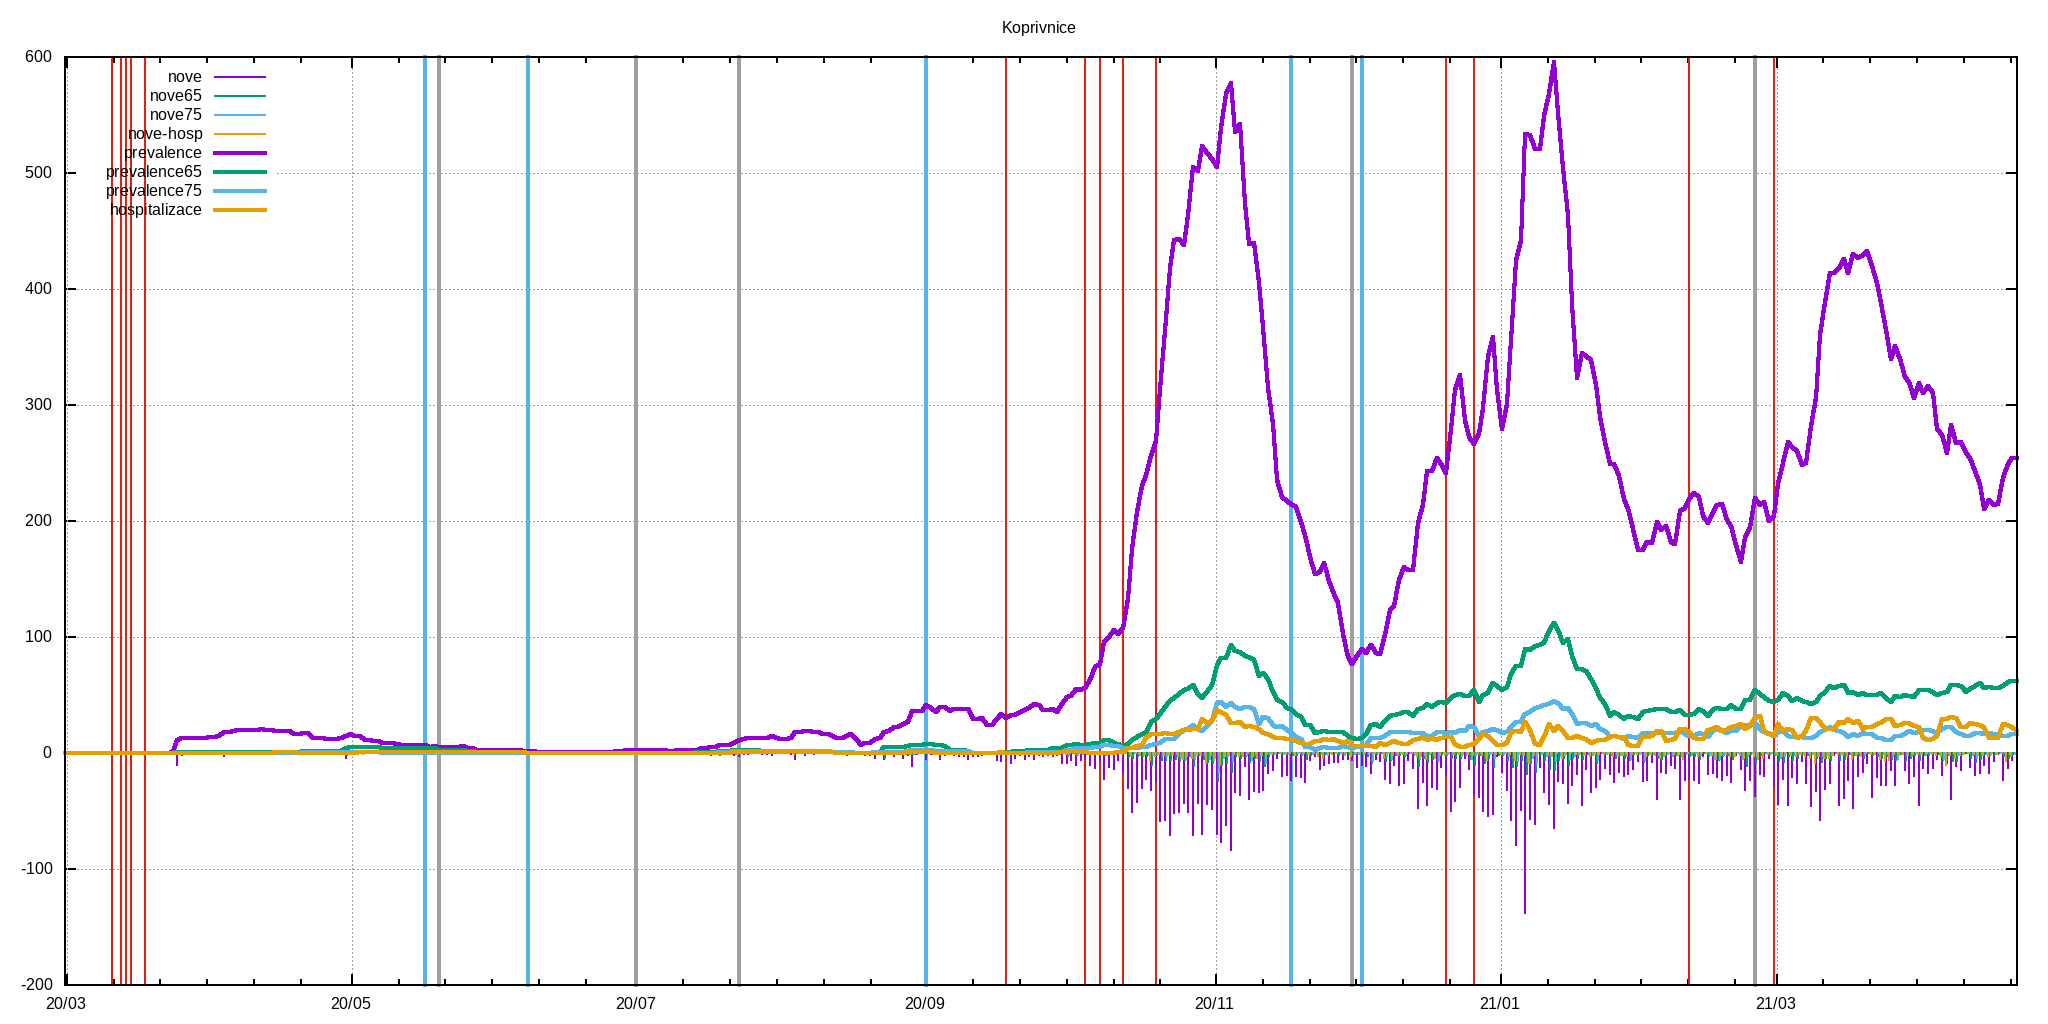 Koprivnice
600
nove
nove65
nove75
nove-hosp
prevalence
prevalence65
prevalence75
hospitalizace
500
400
300
200
100
0
-100
-200
20/03 20/05 20/07 20/09 20/11 21/01 21/03